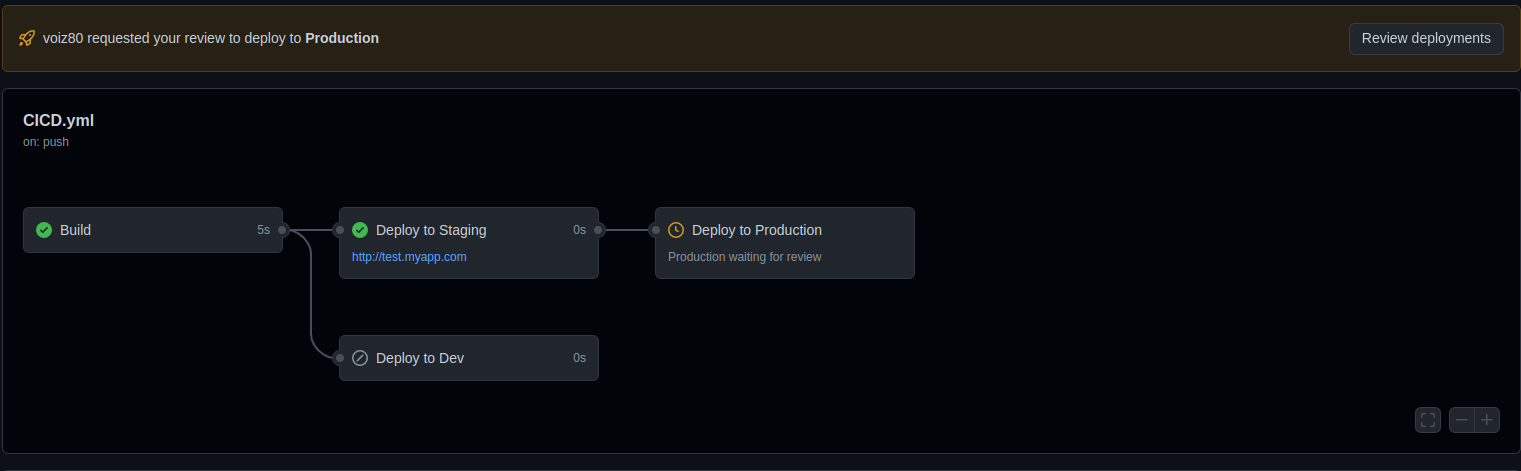 voiz80 requested your review to deploy to Production
Review deployments
CICD.yml
on: push
Build 5s
Deploy to Staging 0s
http://test.myapp.com
Deploy to Production
Production waiting for review
Deploy to Dev 0s